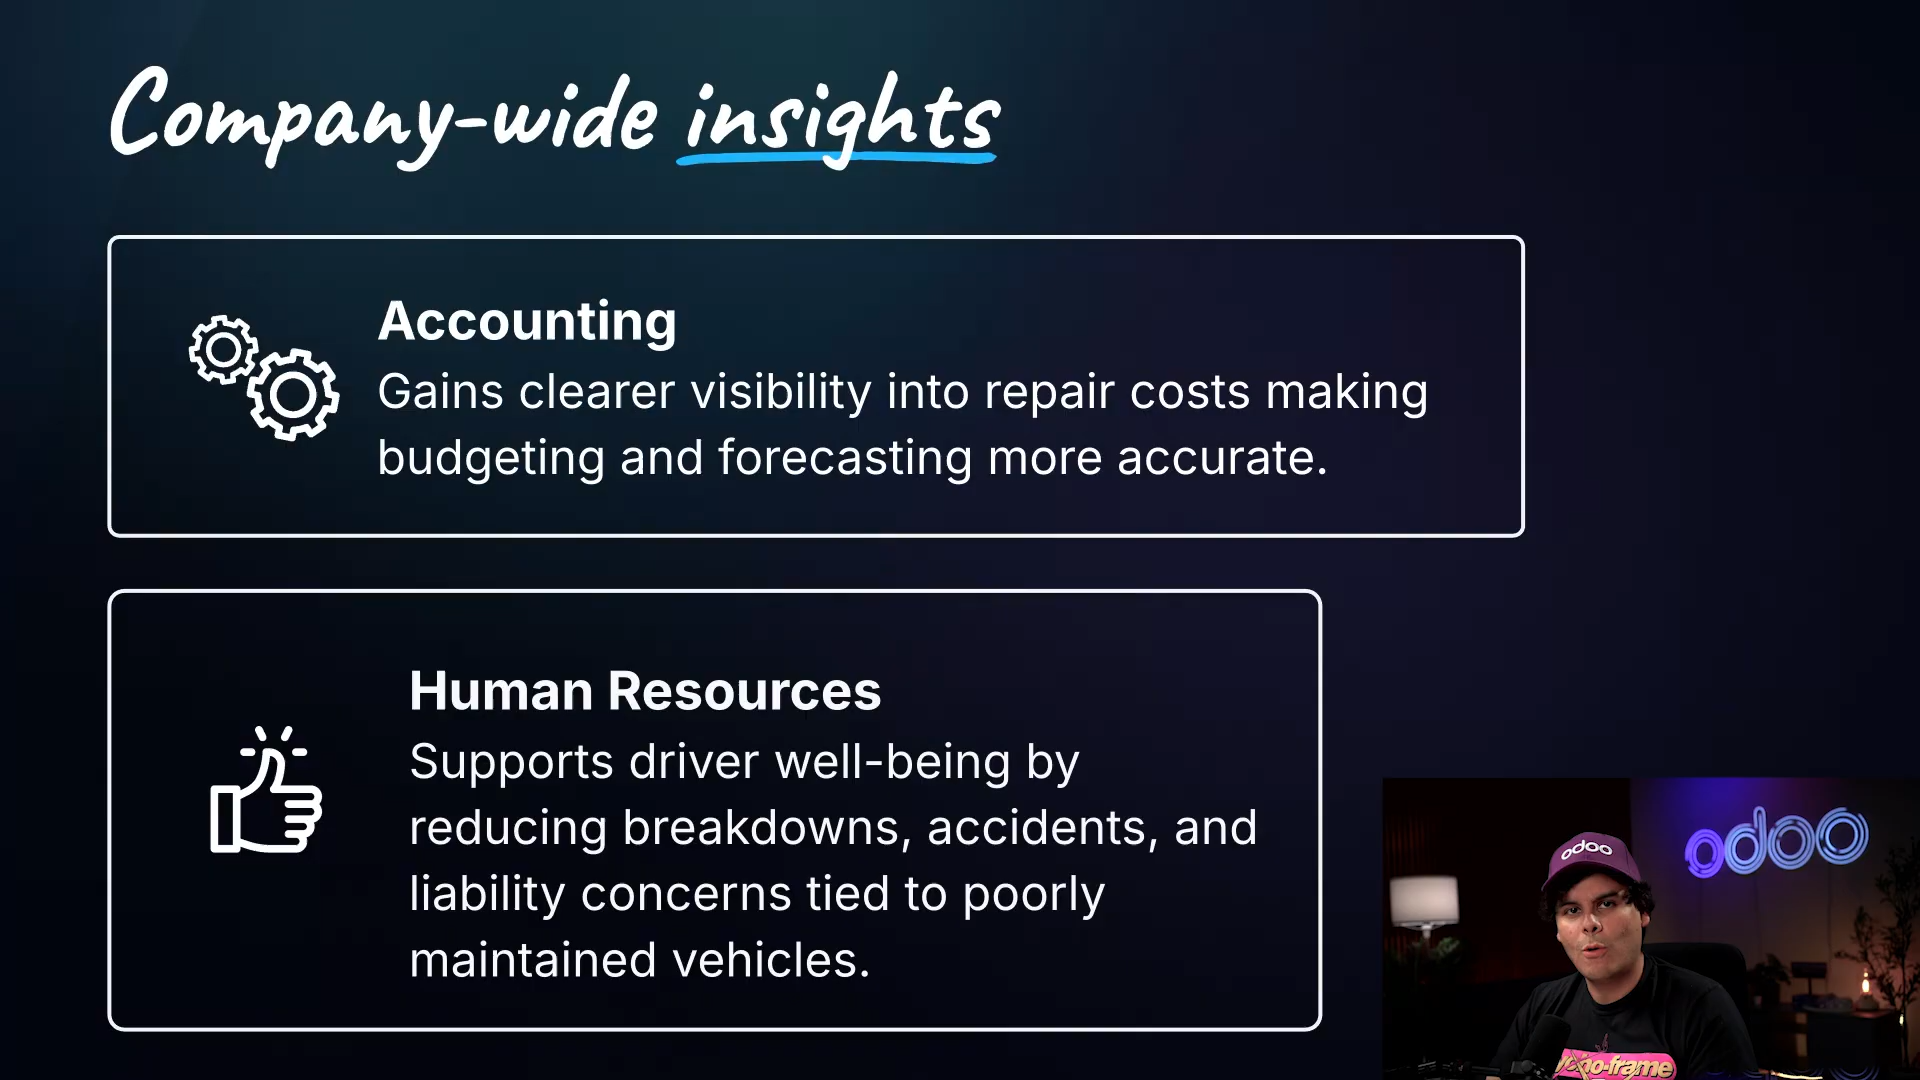 Company-wide insights
Accounting
Gains clearer visibility into repair costs making
budgeting and forecasting more accurate.
Human Resources
Supports driver well-being by
reducing breakdowns, accidents, and
liability concerns tied to poorly
maintained vehicles.
odoo
odoo